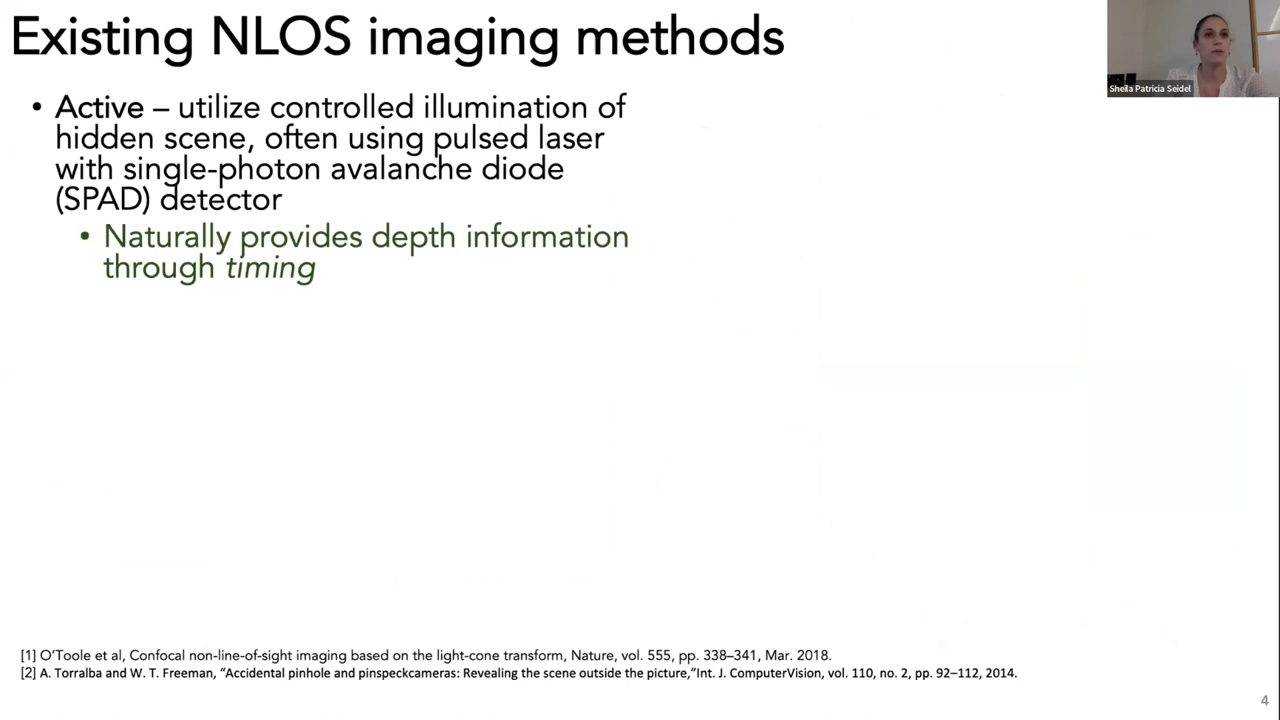 Existing NLOS imaging methods
Sheila Patricia Seidel
• Active – utilize controlled illumination of
hidden scene, often using pulsed laser
with single-photon avalanche diode
(SPAD) detector
• Naturally provides depth information
through timing
[1] O'Toole et al, Confocal non-line-of-sight imaging based on the light-cone transform, Nature, vol. 555, pp. 338–341, Mar. 2018.
[2] A. Torralba and W. T. Freeman, “Accidental pinhole and pinspeckcameras: Revealing the scene outside the picture,”Int. J. ComputerVision, vol. 110, no. 2, pp. 92–112, 2014.
4